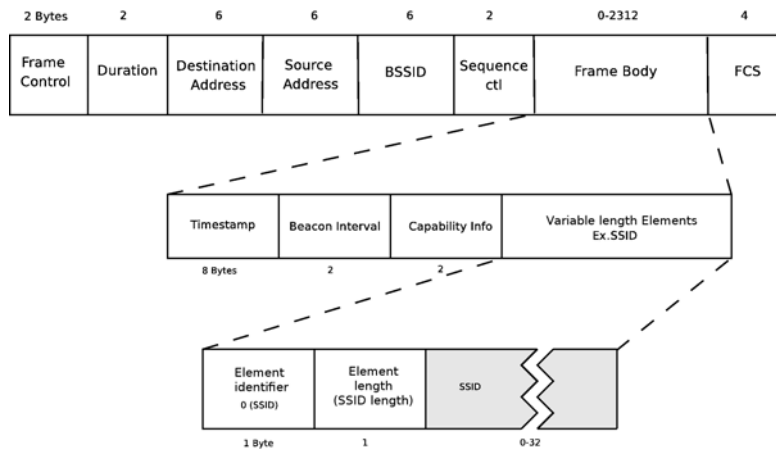 2 Bytes 2 6 6 6 2 0-2312 4
Frame
Control
Duration
Destination
Address
Source
Address
BSSID
Sequence
ctl
Frame Body
FCS
Timestamp
Beacon Interval
Capability Info
Variable length Elements
Ex.SSID
8 Bytes 2 2
Element
identifier
0 (SSID)
Element
length
(SSID length)
SSID
1 Byte 1 0-32